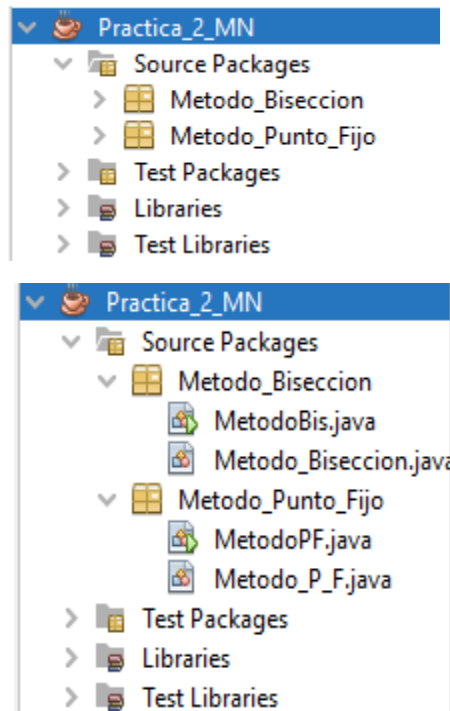 Practica_2_MN
Source Packages
Metodo_Biseccion
Metodo_Punto_Fijo
Test Packages
Libraries
Test Libraries
Practica_2_MN
Source Packages
Metodo_Biseccion
MetodoBis.java
Metodo_Biseccion.java
Metodo_Punto_Fijo
MetodoPF.java
Metodo_P_F.java
Test Packages
Libraries
Test Libraries